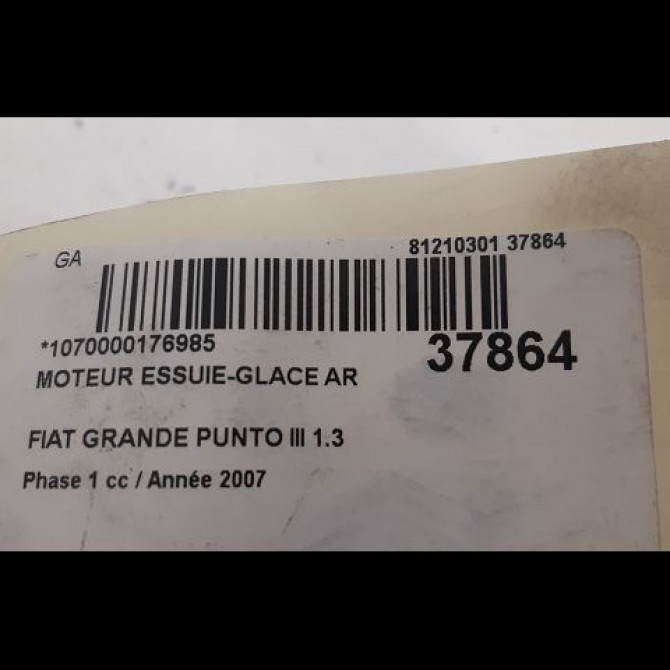 GA
81210301 37864
*1070000176985
37864
MOTEUR ESSUIE-GLACE AR
FIAT GRANDE PUNTO III 1.3
Phase 1 cc / Année 2007